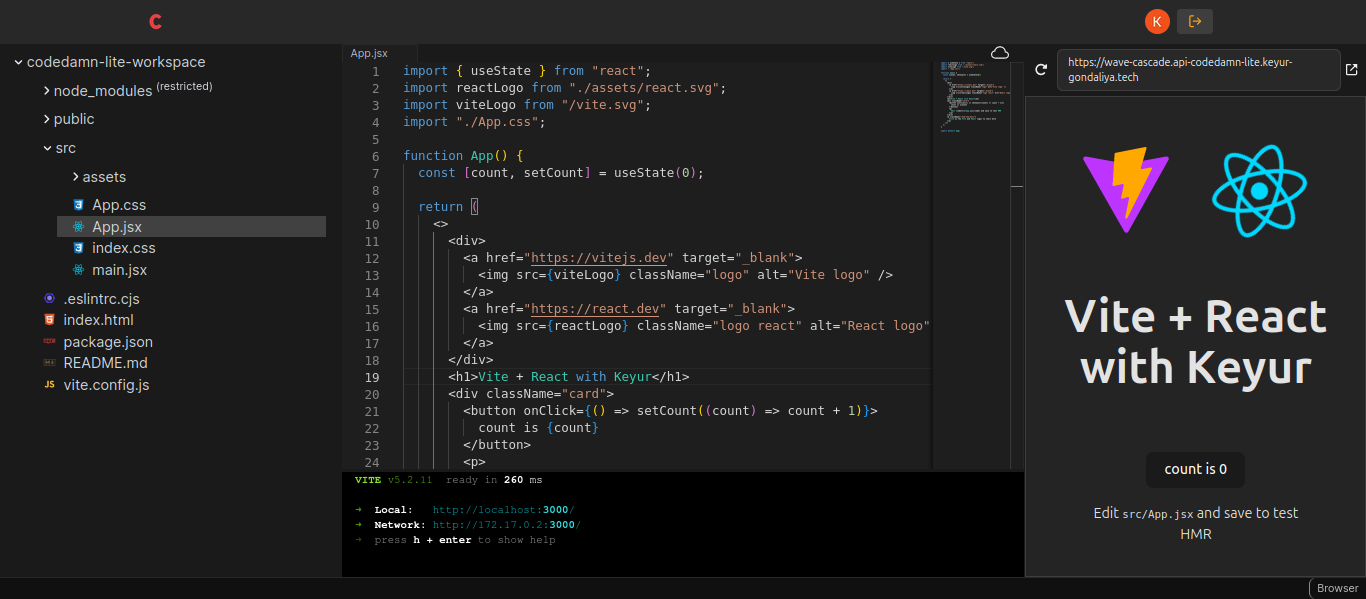 C
K
codedamn-lite-workspace
node_modules (restricted)
public
src
assets
App.css
App.jsx
index.css
main.jsx
.eslintrc.cjs
index.html
package.json
README.md
JS vite.config.js
App.jsx
1 import { useState } from "react";
2 import reactLogo from "./assets/react.svg";
3 import viteLogo from "/vite.svg";
4 import "./App.css";
5
6 function App() {
7 const [count, setCount] = useState(0);
8
9 return (
10 <>
11 <div>
12 <a href="https://vitejs.dev" target="_blank">
13 <img src={viteLogo} className="logo" alt="Vite logo" />
14 </a>
15 <a href="https://react.dev" target="_blank">
16 <img src={reactLogo} className="logo react" alt="React logo"
17 </a>
18 </div>
19 <h1>Vite + React with Keyur</h1>
20 <div className="card">
21 <button onClick={() => setCount((count) => count + 1)}>
22 count is {count}
23 </button>
24 <p>
VITE v5.2.11 ready in 260 ms
➜ Local: http://localhost:3000/
➜ Network: http://172.17.0.2:3000/
➜ press h + enter to show help
https://wave-cascade.api-codedamn-lite.keyur-
gondaliya.tech
Vite + React
with Keyur
count is 0
Edit src/App.jsx and save to test
HMR
Browser